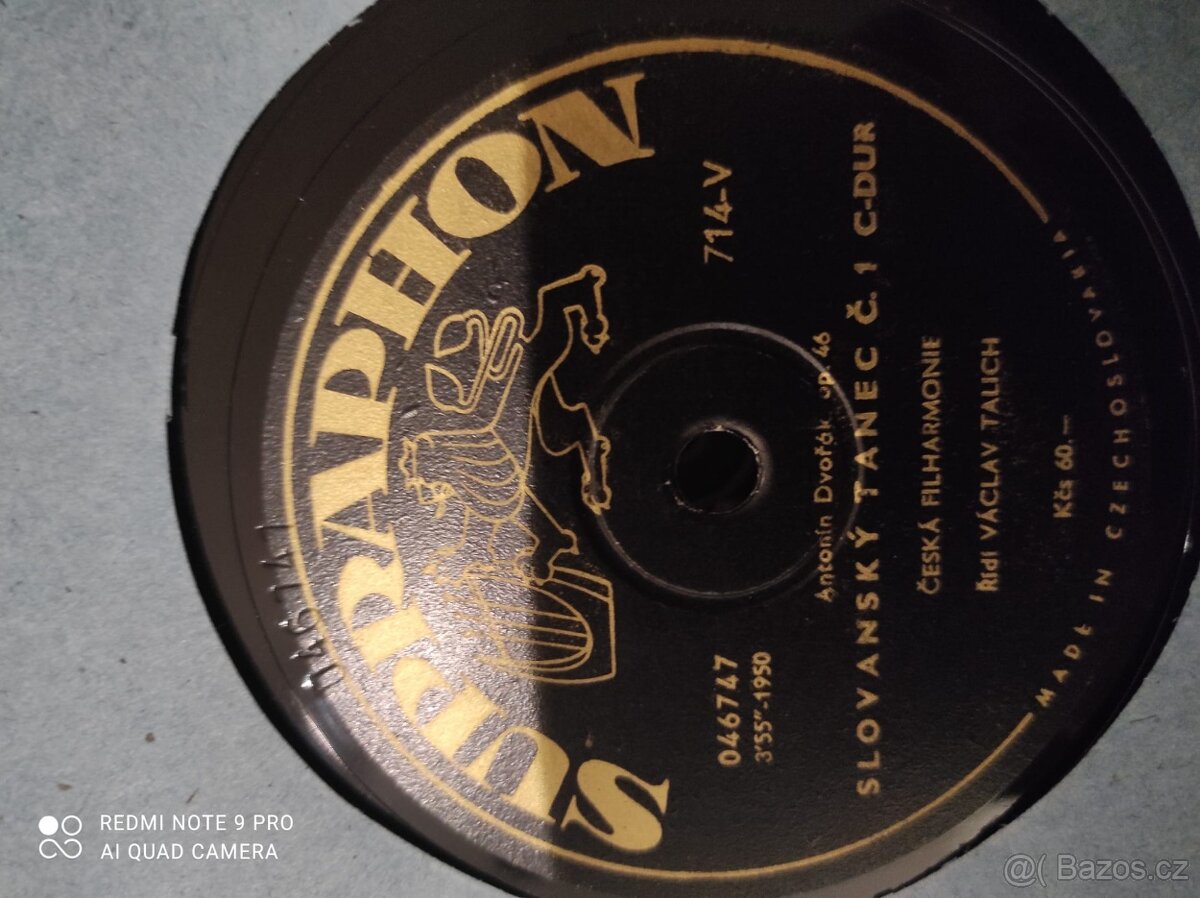 SUPRAPHON
046747
3'55"-1950
714-V
Antonín Dvořák op. 46
SLOVANSKÝ TANEC Č. 1 C-DUR
ČESKÁ FILHARMONIE
Řídí VÁCLAV TALICH
Kčs 60.—
MADE IN CZECHOSLOVAKIA
REDMI NOTE 9 PRO
AI QUAD CAMERA
@( Bazos.cz